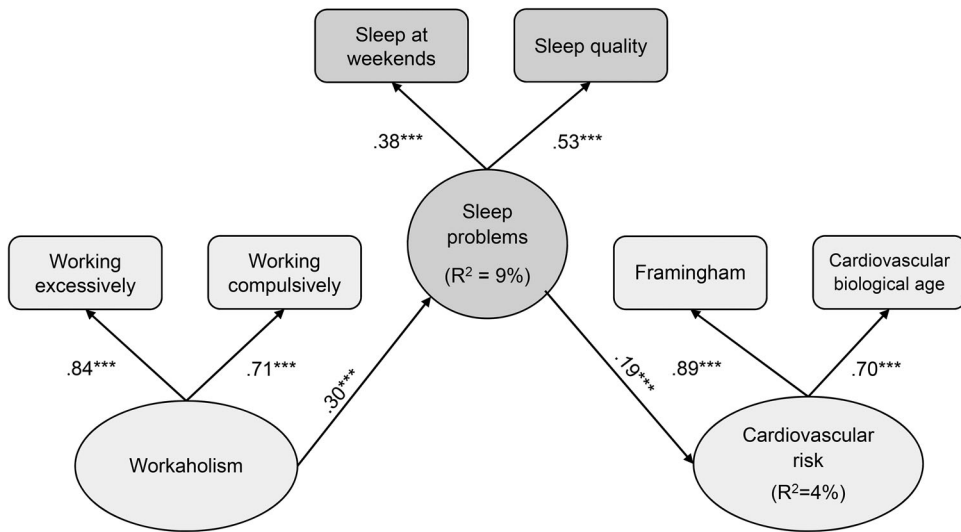 Sleep at
weekends
Sleep quality
.38***
.53***
Sleep
problems
(R² = 9%)
Working
excessively
Working
compulsively
Framingham
Cardiovascular
biological age
.84***
.71***
.30***
.19***
.89***
.70***
Workaholism
Cardiovascular
risk
(R²=4%)